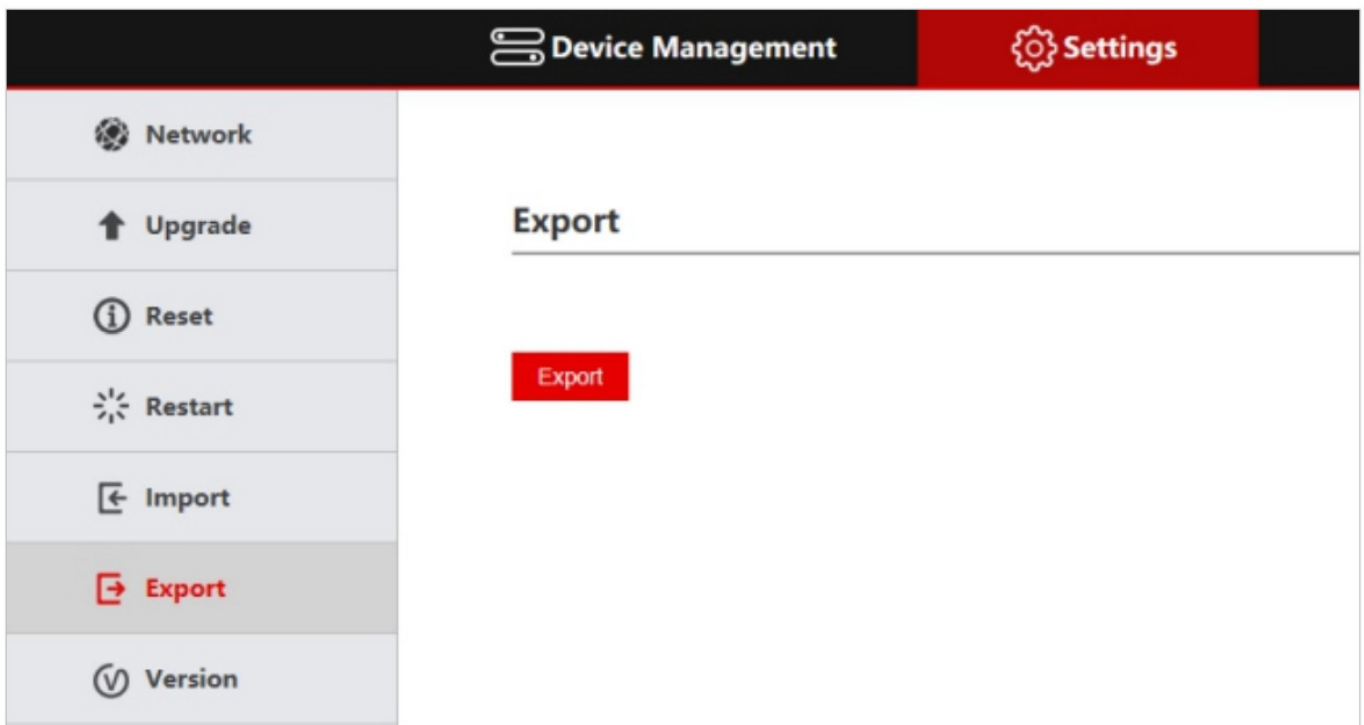 Device Management
Settings
Network
Upgrade
Reset
Restart
Import
Export
Version
Export
Export